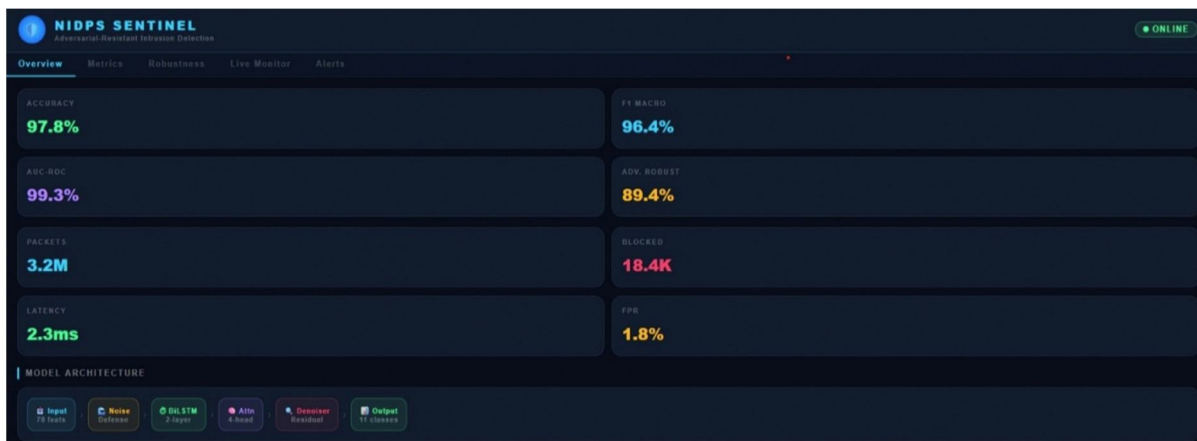 NIDPS SENTINEL
Adversarial-Resistant Intrusion Detection
ONLINE
Overview Metrics Robustness Live Monitor Alerts
ACCURACY
97.8%
F1 MACRO
96.4%
AUC-ROC
99.3%
ADV. ROBUST
89.4%
PACKETS
3.2M
BLOCKED
18.4K
LATENCY
2.3ms
FPR
1.8%
MODEL ARCHITECTURE
Input
78 feats
Noise
Defense
BiLSTM
2-layer
Attn
4-head
Denoiser
Residual
Output
11 classes